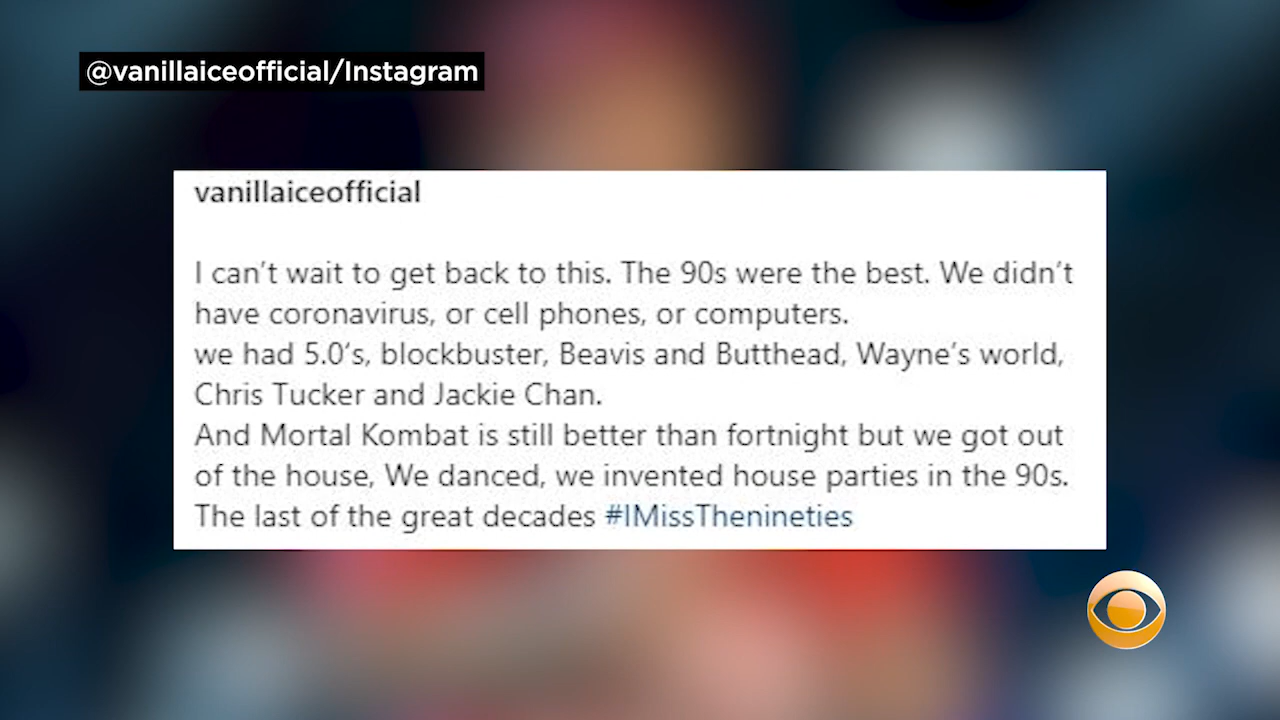 @vanillaiceofficial/Instagram
vanillaiceofficial
I can't wait to get back to this. The 90s were the best. We didn't
have coronavirus, or cell phones, or computers.
we had 5.0's, blockbuster, Beavis and Butthead, Wayne's world,
Chris Tucker and Jackie Chan.
And Mortal Kombat is still better than fortnight but we got out
of the house, We danced, we invented house parties in the 90s.
The last of the great decades #IMissThenineties